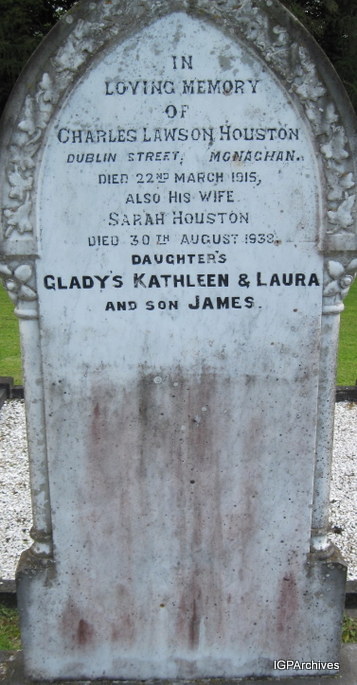 IN
LOVING MEMORY
OF
CHARLES LAWSON HOUSTON
DUBLIN STREET, MONAGHAN.
DIED 22ND MARCH 1915,
ALSO HIS WIFE
SARAH HOUSTON
DIED 30TH AUGUST 1938.
DAUGHTER'S
GLADY'S KATHLEEN & LAURA
AND SON JAMES.
IGPArchives